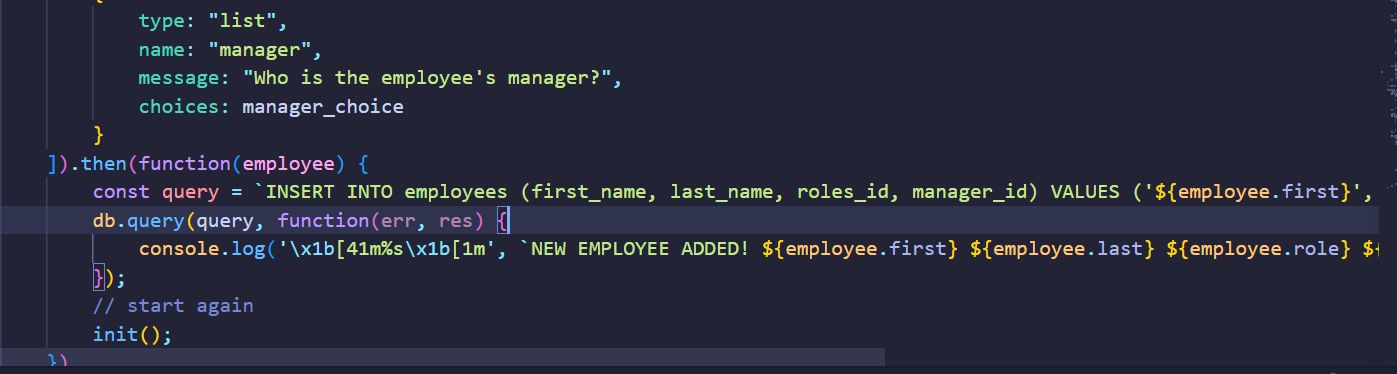 {
type: "list",
name: "manager",
message: "Who is the employee's manager?",
choices: manager_choice
}
]).then(function(employee) {
const query = `INSERT INTO employees (first_name, last_name, roles_id, manager_id) VALUES ('${employee.first}',
db.query(query, function(err, res) {
console.log('\x1b[41m%s\x1b[1m', `NEW EMPLOYEE ADDED! ${employee.first} ${employee.last} ${employee.role} ${
});
// start again
init();
})